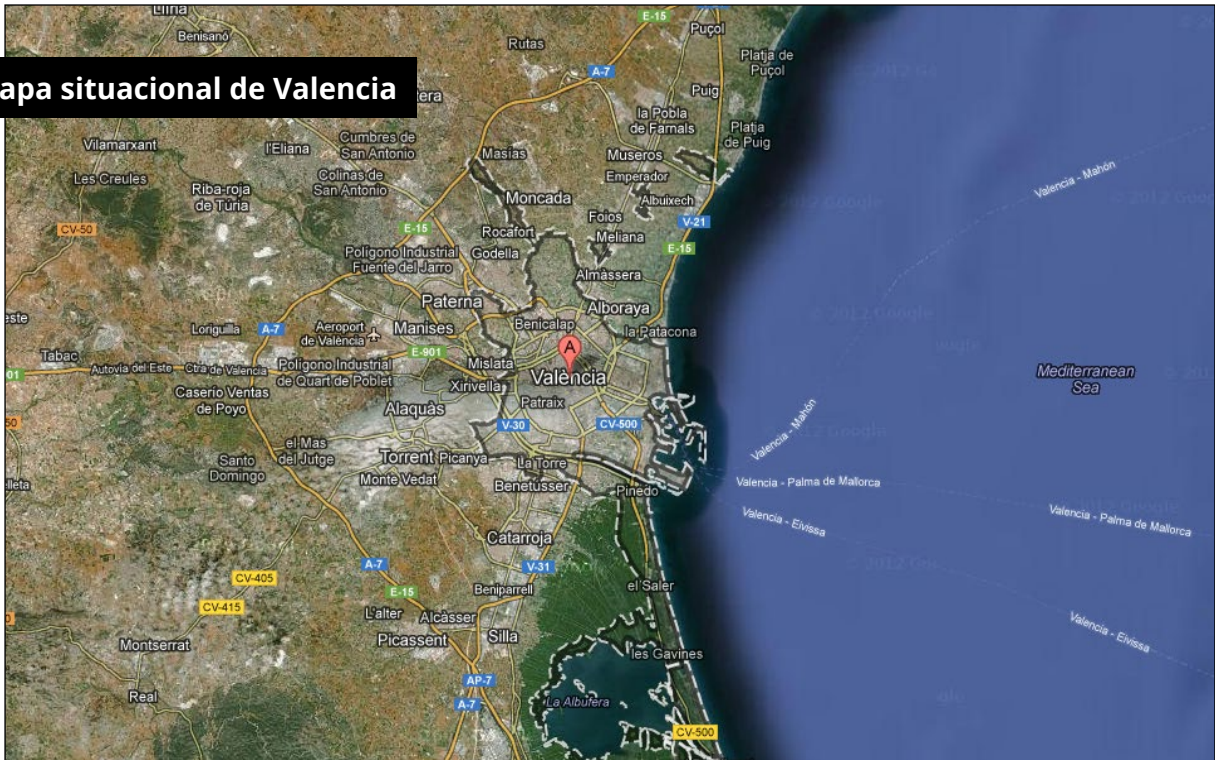 Benisanó
E-15
Puçol
Rutas
Platja de
Puçol
A-7
apa situacional de Valencia
Puig
la Pobla
de Farnals
Platja
de Puig
Vilamarxant
l'Eliana
Cumbres de
San Antonio
Masías
Museros
Les Creules
Colinas de
San Antonio
Emperador
Valencia - Mahón
Riba-roja
de Túria
Moncada
Albuixech
Foios
CV-50
E-15
Rocafort
Meliana
V-21
Polígono Industrial
Fuente del Jarro
Godella
E-15
Almàssera
Paterna
Alboraya
© 2012 Google
Loriguilla
A-7
Aeroport
de València
Manises
Benicalap
la Patacona
Tabac
E-901
A
Autovía del Este
Ctra de Valencia
Polígono Industrial
de Quart de Poblet
Mislata
València
Mediterranean
Sea
Caserío Ventas
de Poyo
Xirivella
Alaquàs
Patraix
V-30
CV-500
Valencia - Mahón
el Mas
del Jutge
Santo
Domingo
Torrent
Picanya
La Torre
Monte Vedat
Benetússer
Pinedo
Valencia - Palma de Mallorca
Valencia - Eivissa
Valencia - Palma de Mallorca
Catarroja
A-7
V-31
CV-405
E-15
Beniparrell
el Saler
CV-415
L'alter
Alcàsser
Picassent
Silla
Valencia - Eivissa
Montserrat
les Gavines
AP-7
Real
A-7
La Albufera
CV-500